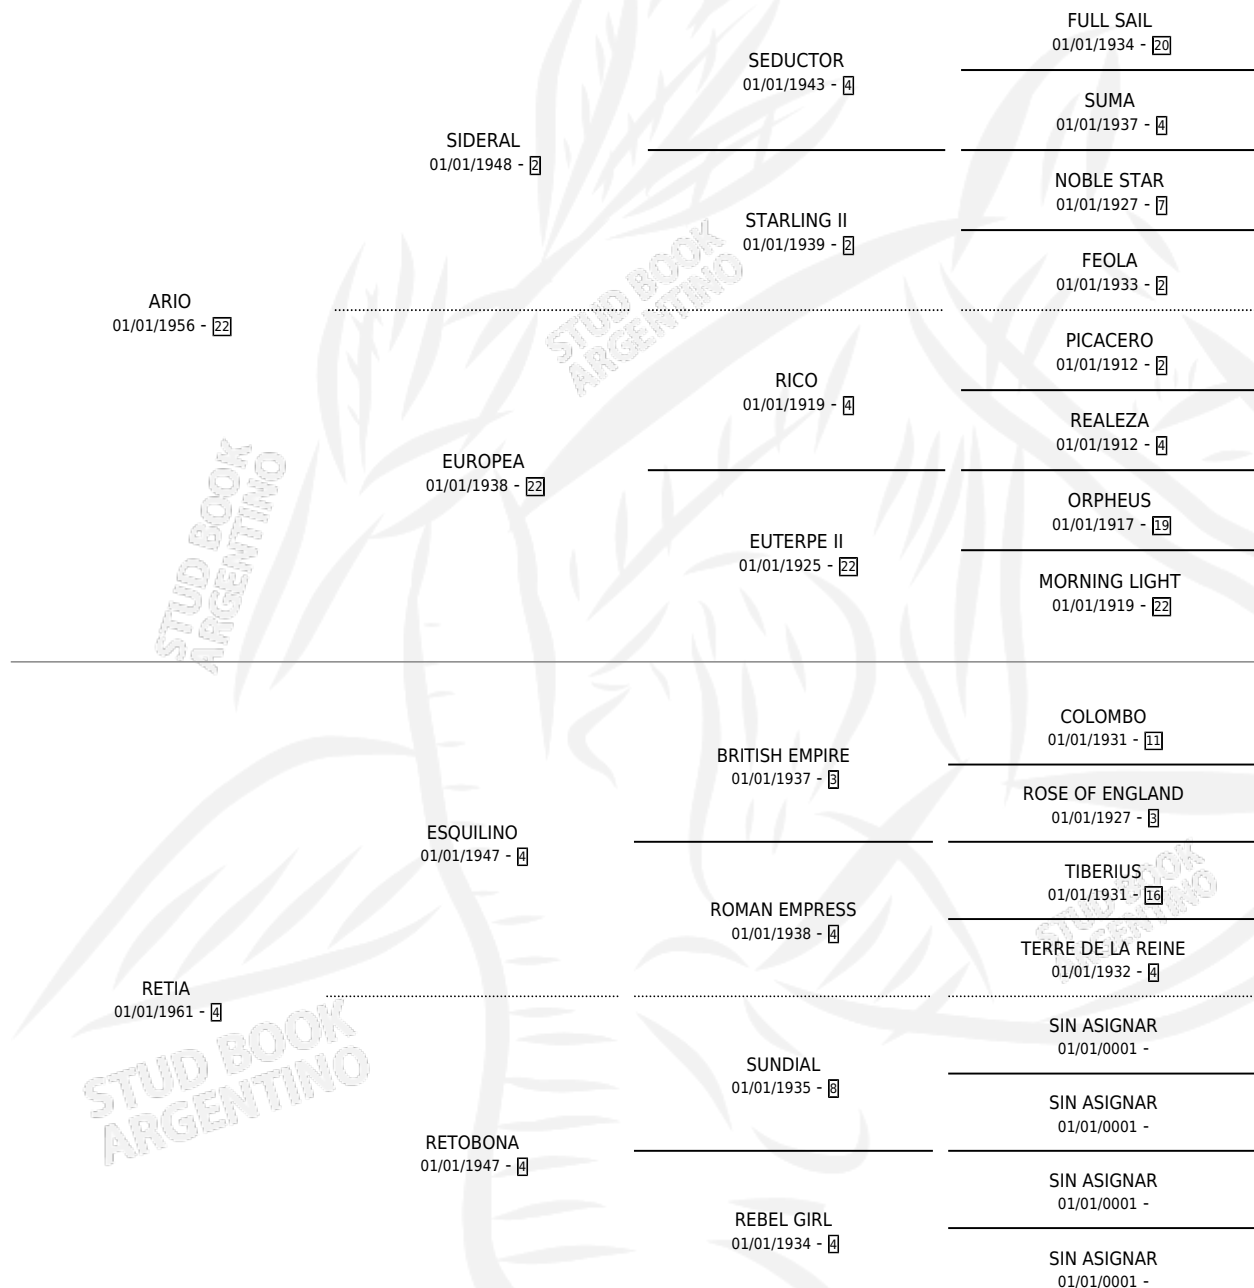 FULL SAIL
01/01/1934 - 20
SEDUCTOR
01/01/1943 - 4
SUMA
01/01/1937 - 4
SIDERAL
01/01/1948 - 2
NOBLE STAR
01/01/1927 - 7
STARLING II
01/01/1939 - 2
FEOLA
01/01/1933 - 2
ARIO
01/01/1956 - 22
PICACERO
01/01/1912 - 2
RICO
01/01/1919 - 4
REALEZA
01/01/1912 - 4
EUROPEA
01/01/1938 - 22
ORPHEUS
01/01/1917 - 19
EUTERPE II
01/01/1925 - 22
MORNING LIGHT
01/01/1919 - 22
COLOMBO
01/01/1931 - 11
BRITISH EMPIRE
01/01/1937 - 3
ROSE OF ENGLAND
01/01/1927 - 3
ESQUILINO
01/01/1947 - 4
TIBERIUS
01/01/1931 - 16
ROMAN EMPRESS
01/01/1938 - 4
TERRE DE LA REINE
01/01/1932 - 4
RETIA
01/01/1961 - 4
SIN ASIGNAR
01/01/0001 -
SUNDIAL
01/01/1935 - 8
SIN ASIGNAR
01/01/0001 -
RETOBONA
01/01/1947 - 4
SIN ASIGNAR
01/01/0001 -
REBEL GIRL
01/01/1934 - 4
SIN ASIGNAR
01/01/0001 -
STUD BOOK
ARGENTINO
STUD BOOK
ARGENTINO
STUD BOOK
ARGENTINO
STUD BOOK
ARGENTINO